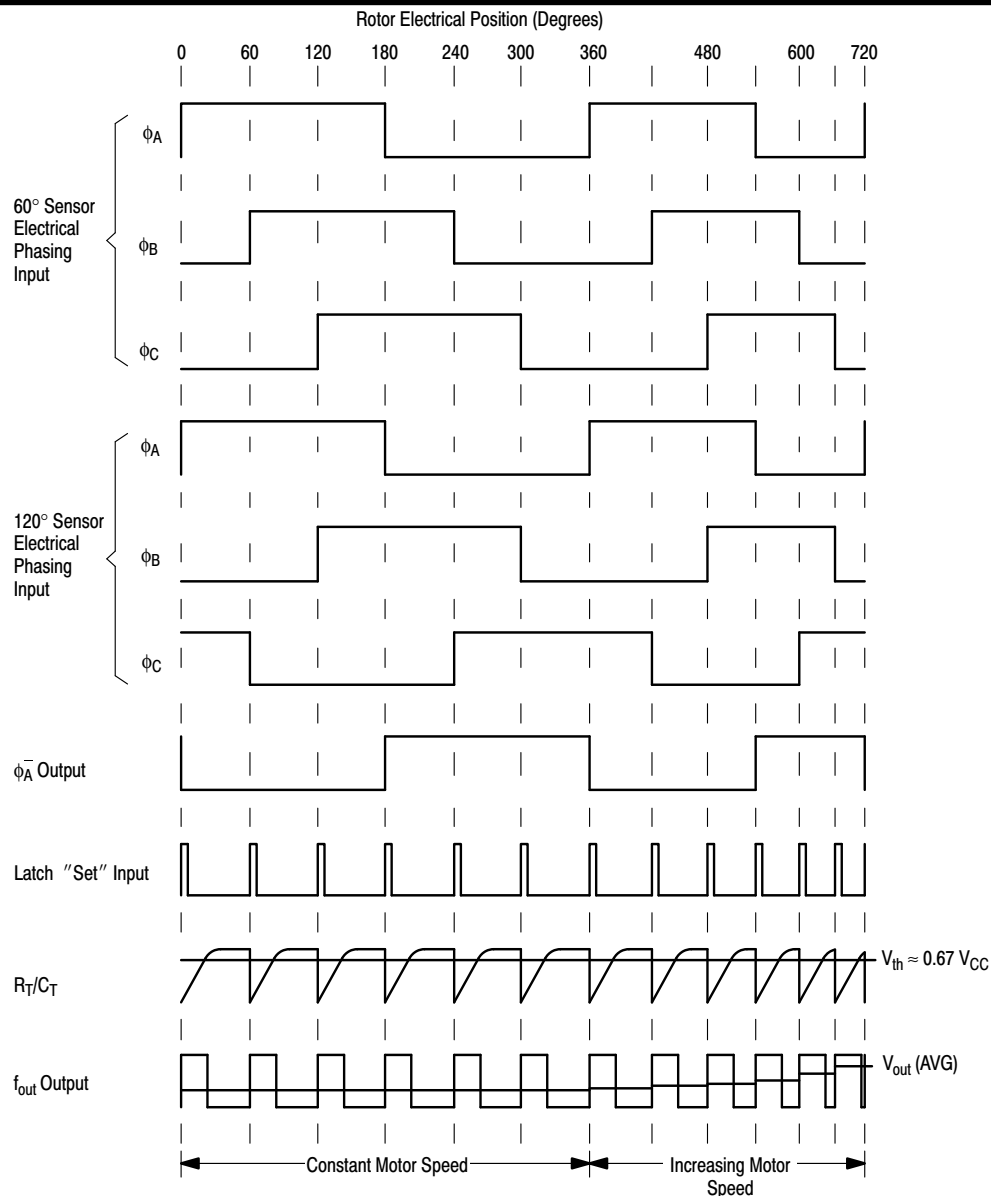 Rotor Electrical Position (Degrees)
0 60 120 180 240 300 360 480 600 720
60° Sensor
Electrical
Phasing
Input
ϕA
ϕB
ϕC
120° Sensor
Electrical
Phasing
Input
ϕA
ϕB
ϕC
ϕA̅ Output
Latch ″Set″ Input
RT/CT
Vth ≈ 0.67 VCC
fout Output
Vout (AVG)
Constant Motor Speed
Increasing Motor
Speed